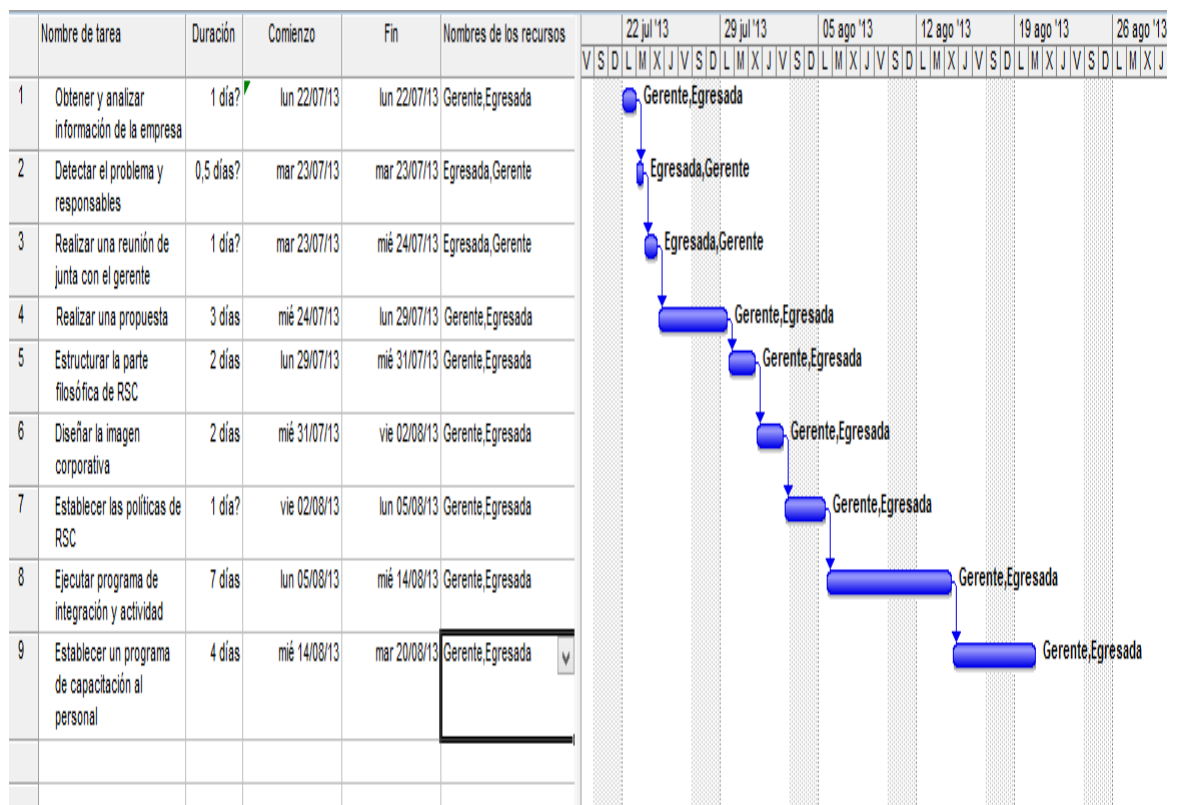 Nombre de tarea Duración Comienzo Fin Nombres de los recursos
22 jul '13 29 jul '13 05 ago '13 12 ago '13 19 ago '13 26 ago '13
V S D L M X J V S D L M X J V S D L M X J V S D L M X J V S D L M X J V S D L M X J
1 Obtener y analizar 1 día? lun 22/07/13 lun 22/07/13 Gerente,Egresada Gerente,Egresada
información de la empresa
2 Detectar el problema y 0,5 días? mar 23/07/13 mar 23/07/13 Egresada,Gerente Egresada,Gerente
responsables
3 Realizar una reunión de 1 día? mar 23/07/13 mié 24/07/13 Egresada,Gerente Egresada,Gerente
junta con el gerente
4 Realizar una propuesta 3 días mié 24/07/13 lun 29/07/13 Gerente,Egresada Gerente,Egresada
5 Estructurar la parte 2 días lun 29/07/13 mié 31/07/13 Gerente,Egresada Gerente,Egresada
filosófica de RSC
6 Diseñar la imagen 2 días mié 31/07/13 vie 02/08/13 Gerente,Egresada Gerente,Egresada
corporativa
7 Establecer las políticas de 1 día? vie 02/08/13 lun 05/08/13 Gerente,Egresada Gerente,Egresada
RSC
8 Ejecutar programa de 7 días lun 05/08/13 mié 14/08/13 Gerente,Egresada Gerente,Egresada
integración y actividad
9 Establecer un programa 4 días mié 14/08/13 mar 20/08/13 Gerente,Egresada Gerente,Egresada
de capacitación al
personal